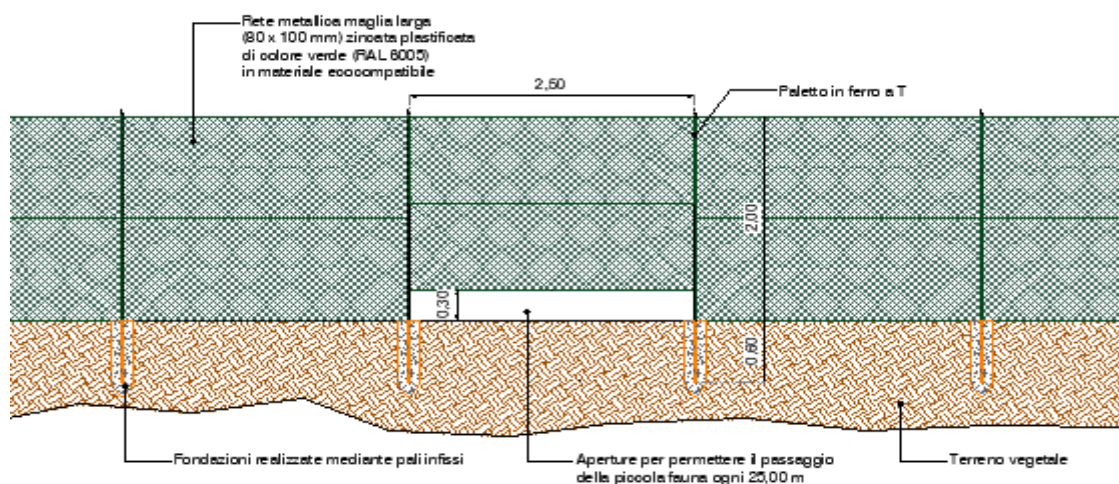 Rete metallica maglia larga
(80 x 100 mm) zincata plastificata
di colore verde (RAL 6005)
in materiale ecocompatibile
2,50
Paletto in ferro a T
2,00
0,30
0,60
Fondazioni realizzate mediante pali infissi
Aperture per permettere il passaggio
della piccola fauna ogni 25,00 m
Terreno vegetale